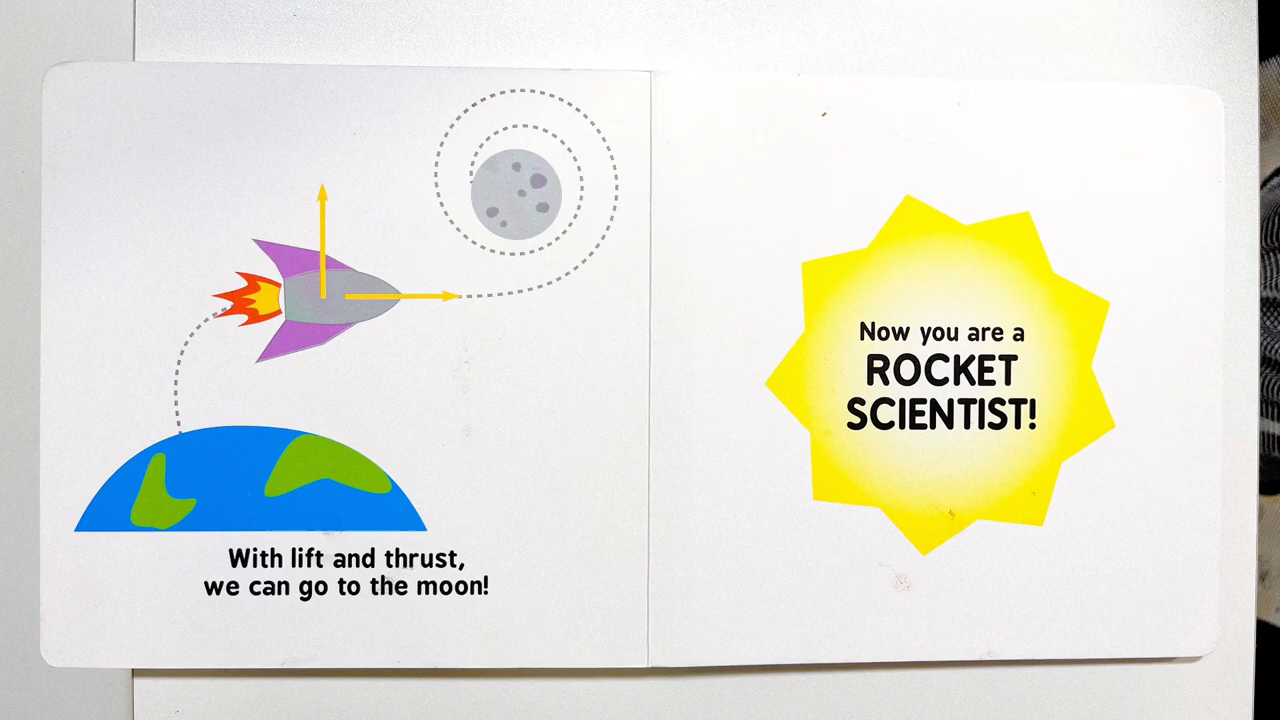 With lift and thrust,
we can go to the moon!
Now you are a
ROCKET
SCIENTIST!